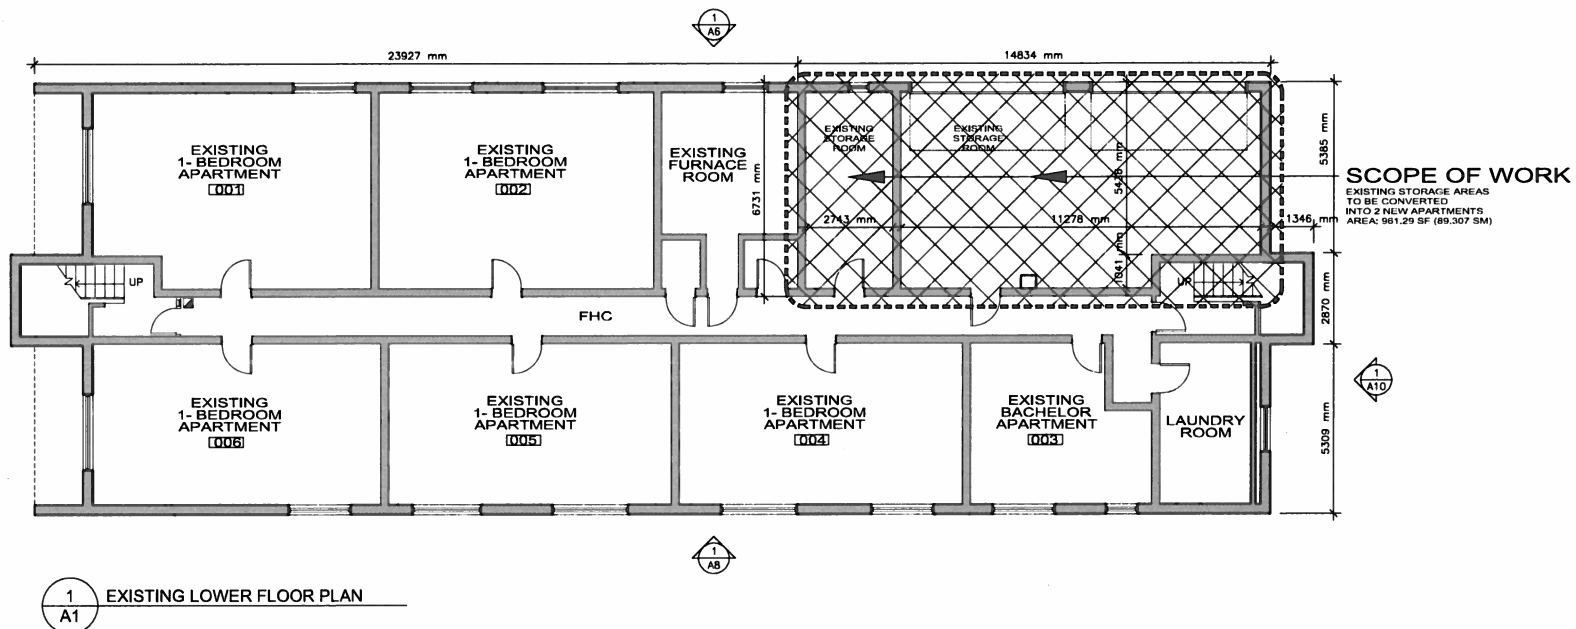 1
A6
23927 mm
14834 mm
EXISTING
1- BEDROOM
APARTMENT
001
EXISTING
1- BEDROOM
APARTMENT
002
EXISTING
FURNACE
ROOM
6731 mm
EXISTING
STORAGE
ROOM
EXISTING
STORAGE
ROOM
2743 mm
11278 mm
1041 mm
5385 mm
1346 mm
SCOPE OF WORK
EXISTING STORAGE AREAS
TO BE CONVERTED
INTO 2 NEW APARTMENTS
AREA: 961.29 SF (89.307 SM)
UP
UP
FHC
2870 mm
EXISTING
1- BEDROOM
APARTMENT
006
EXISTING
1- BEDROOM
APARTMENT
005
EXISTING
1- BEDROOM
APARTMENT
004
EXISTING
BACHELOR
APARTMENT
003
LAUNDRY
ROOM
5309 mm
1
A10
1
A8
1
A1
EXISTING LOWER FLOOR PLAN